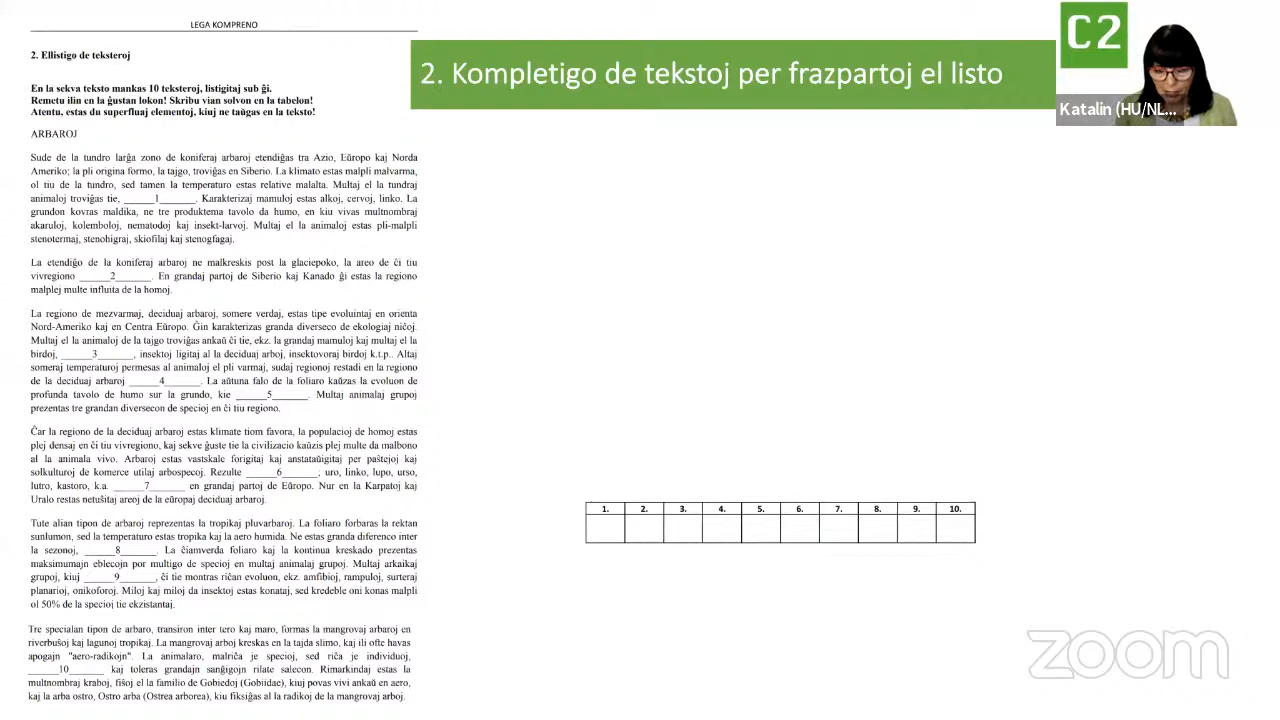 LEGA KOMPRENO
2. Ellistigo de teksteroj
En la sekva teksto mankas 10 teksteroj, listigitaj sub ĝi.
Remetu ilin en la ĝustan lokon! Skribu vian solvon en la tabelon!
Atentu, estas du superfluaj elementoj, kiuj ne taŭgas en la teksto!
ARBAROJ
Sude de la tundro larĝa zono de koniferaj arbaroj etendiĝas tra Azio, Eŭropo kaj Norda
Ameriko; la pli origina formo, la tajgo, troviĝas en Siberio. La klimato estas malpli malvarma,
ol tiu de la tundro, sed tamen la temperaturo estas relative malalta. Multaj el la tundraj
animaloj troviĝas tie, ______1_______. Karakterizaj mamuloj estas alkoj, cervoj, linko. La
grundon kovras maldika, ne tre produktema tavolo da humo, en kiu vivas multnombraj
akaruloj, kolemboloj, nematodoj kaj insekt-larvoj. Multaj el la animaloj estas pli-malpli
stenotermaj, stenohigraj, skiofilaj kaj stenogfagaj.
La etendiĝo de la koniferaj arbaroj ne malkreskis post la glaciepoko, la areo de ĉi tiu
vivregiono ______2_______. En grandaj partoj de Siberio kaj Kanado ĝi estas la regiono
malplej multe influita de la homoj.
La regiono de mezvarmaj, deciduaj arbaroj, somere verdaj, estas tipe evoluintaj en orienta
Nord-Ameriko kaj en Centra Eŭropo. Ĝin karakterizas granda diverseco de ekologiaj niĉoj.
Multaj el la animaloj de la tajgo troviĝas ankaŭ ĉi tie, ekz. la grandaj mamuloj kaj multaj el la
birdoj, ______3_______, insektoj ligitaj al la deciduaj arboj, insektovoraj birdoj k.t.p.. Altaj
someraj temperaturoj permesas al animaloj el pli varmaj, sudaj regionoj restadi en la regiono
de la deciduaj arbaroj ______4_______. La aŭtuna falo de la foliaro kaŭzas la evoluon de
profunda tavolo de humo sur la grundo, kie ______5_______. Multaj animalaj grupoj
prezentas tre grandan diversecon de specioj en ĉi tiu regiono.
Ĉar la regiono de la deciduaj arbaroj estas klimate tiom favora, la populacioj de homoj estas
plej densaj en ĉi tiu vivregiono, kaj sekve ĝuste tie la civilizacio kaŭzis plej multe da malbono
al la animala vivo. Arbaroj estas vastskale forigitaj kaj anstataŭigitaj per paŝtejoj kaj
solkulturoj de komerce utilaj arbospecoj. Rezulte ______6_______; uro, linko, lupo, urso,
lutro, kastoro, k.a. ______7_______ en grandaj partoj de Eŭropo. Nur en la Karpatoj kaj
Uralo restas netuŝitaj areoj de la eŭropaj deciduaj arbaroj.
Tute alian tipon de arbaroj reprezentas la tropikaj pluvarbaroj. La foliaro forbaras la rektan
sunlumon, sed la temperaturo estas tropika kaj la aero humida. Ne estas granda diferenco inter
la sezonoj, ______8_______. La ĉiamverda foliaro kaj la kontinua kreskado prezentas
maksimumajn eblecojn por multigo de specioj en multaj animalaj grupoj. Multaj arkaikaj
grupoj, kiuj ______9_______, ĉi tie montras riĉan evoluon, ekz. amfibioj, rampuloj, surteraj
planarioj, onikoforoj. Miloj kaj miloj da insektoj estas konataj, sed kredeble oni konas malpli
ol 50% de la specioj tie ekzistantaj.
Tre specialan tipon de arbaro, transiron inter tero kaj maro, formas la mangrovaj arbaroj en
riverbuŝoj kaj lagunoj tropikaj. La mangrovaj arboj kreskas en la tajda slimo, kaj ili ofte havas
apogajn "aero-radikojn". La animalaro, malriĉa je specioj, sed riĉa je individuoj,
______10_______ kaj toleras grandajn sanĝigojn rilate salecon. Rimarkindaj estas la
multnombraj kraboj, fiŝoj el la familio de Gobiedoj (Gobiidae), kiuj povas vivi ankaŭ en aero,
kaj la arba ostro, Ostro arba (Ostrea arborea), kiu fiksiĝas al la radikoj de la mangrovaj arboj.
2. Kompletigo de tekstoj per frazpartoj el listo
C2
Katalin (HU/NL...
1. 2. 3. 4. 5. 6. 7. 8. 9. 10.
zoom